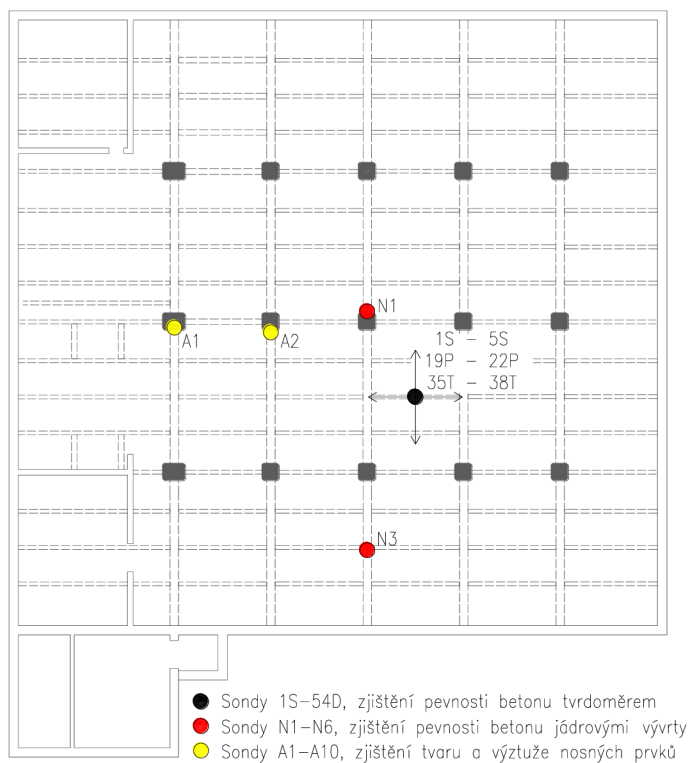 N1
A1
A2
1S - 5S
19P - 22P
35T - 38T
N3
Sondy 1S-54D, zjištění pevnosti betonu tvrdoměrem
Sondy N1-N6, zjištění pevnosti betonu jádrovými vývrty
Sondy A1-A10, zjištění tvaru a výztuže nosných prvků